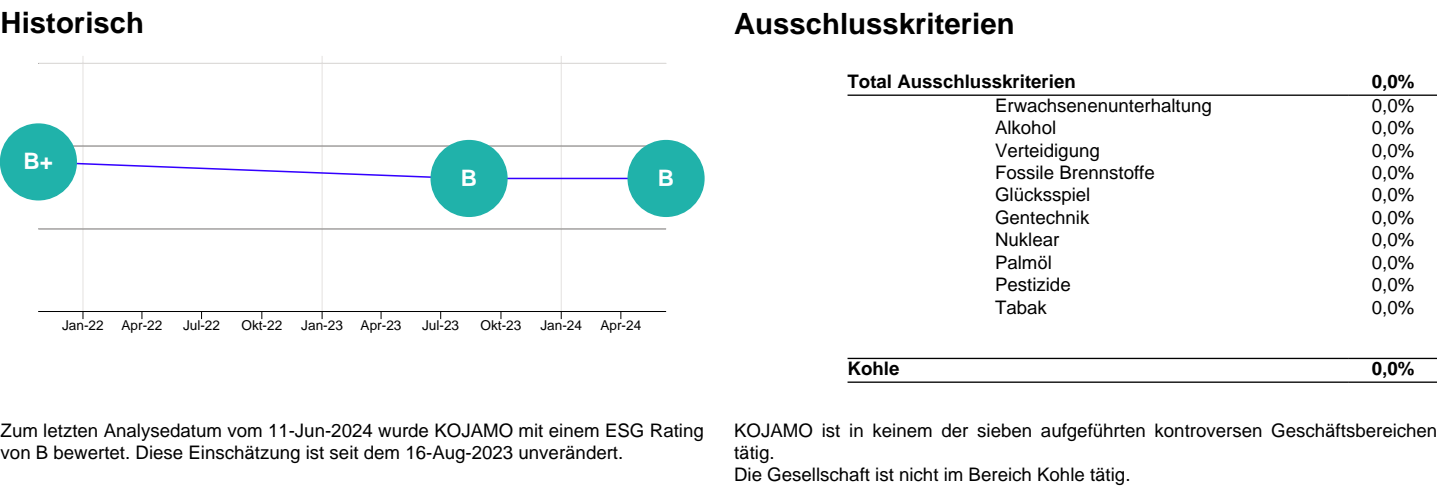 Historisch
B+
B
B
Jan-22 Apr-22 Jul-22 Okt-22 Jan-23 Apr-23 Jul-23 Okt-23 Jan-24 Apr-24
Zum letzten Analysedatum vom 11-Jun-2024 wurde KOJAMO mit einem ESG Rating
von B bewertet. Diese Einschätzung ist seit dem 16-Aug-2023 unverändert.
Ausschlusskriterien
Total Ausschlusskriterien 0,0%
Erwachsenenunterhaltung 0,0%
Alkohol 0,0%
Verteidigung 0,0%
Fossile Brennstoffe 0,0%
Glücksspiel 0,0%
Gentechnik 0,0%
Nuklear 0,0%
Palmöl 0,0%
Pestizide 0,0%
Tabak 0,0%
Kohle 0,0%
KOJAMO ist in keinem der sieben aufgeführten kontroversen Geschäftsbereichen
tätig.
Die Gesellschaft ist nicht im Bereich Kohle tätig.